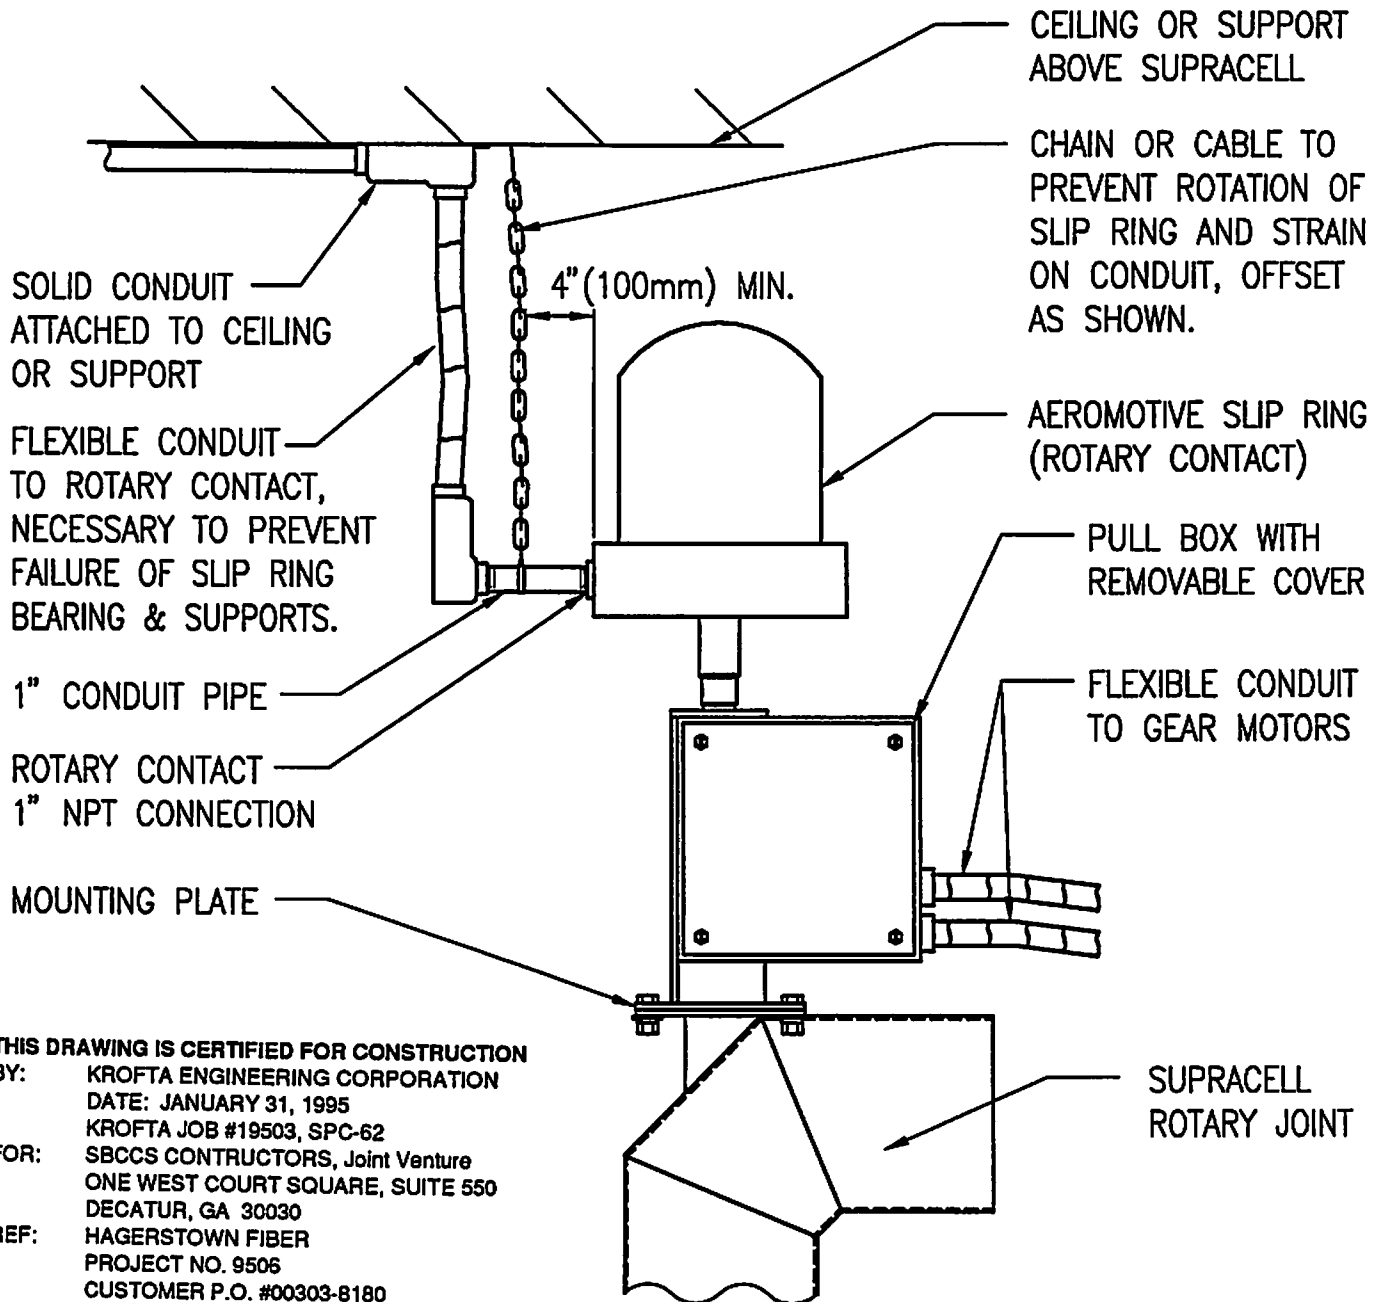 CEILING OR SUPPORT
ABOVE SUPRACELL
CHAIN OR CABLE TO
PREVENT ROTATION OF
SLIP RING AND STRAIN
ON CONDUIT, OFFSET
AS SHOWN.
4"(100mm) MIN.
SOLID CONDUIT
ATTACHED TO CEILING
OR SUPPORT
AEROMOTIVE SLIP RING
(ROTARY CONTACT)
FLEXIBLE CONDUIT
TO ROTARY CONTACT,
NECESSARY TO PREVENT
FAILURE OF SLIP RING
BEARING & SUPPORTS.
PULL BOX WITH
REMOVABLE COVER
1" CONDUIT PIPE
FLEXIBLE CONDUIT
TO GEAR MOTORS
ROTARY CONTACT
1" NPT CONNECTION
MOUNTING PLATE
THIS DRAWING IS CERTIFIED FOR CONSTRUCTION
BY: KROFTA ENGINEERING CORPORATION
DATE: JANUARY 31, 1995
KROFTA JOB #19503, SPC-62
FOR: SBCCS CONTRUCTORS, Joint Venture
ONE WEST COURT SQUARE, SUITE 550
DECATUR, GA 30030
REF: HAGERSTOWN FIBER
PROJECT NO. 9506
CUSTOMER P.O. #00303-8180
SUPRACELL
ROTARY JOINT